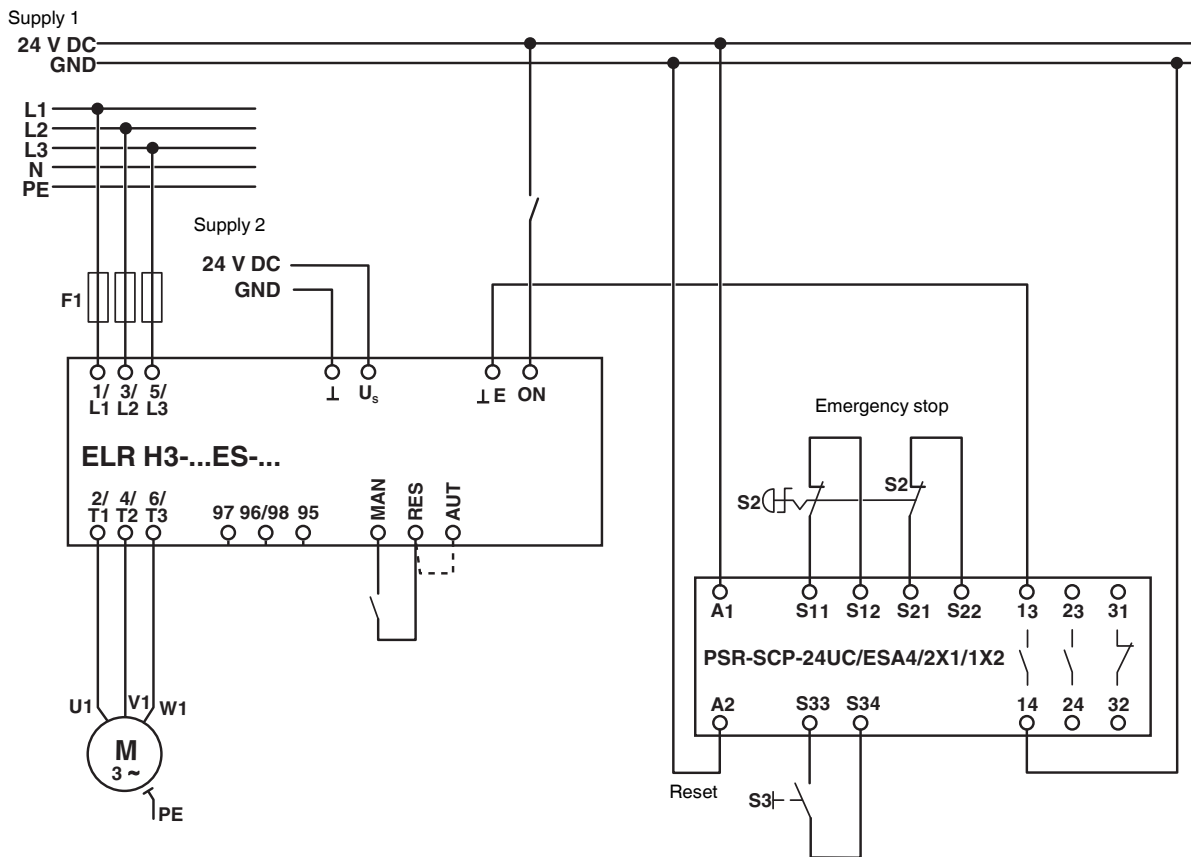 Supply 1
24 V DC
GND
L1
L2
L3
N
PE
Supply 2
24 V DC
GND
F1
1/ 3/ 5/
L1 L2 L3
⊥ Us ⊥ E ON
ELR H3-...ES-...
2/ 4/ 6/
T1 T2 T3
97 96/98 95
MAN RES AUT
U1 V1 W1
M
3 ~
PE
Emergency stop
S2 S2
A1 S11 S12 S21 S22 13 23 31
PSR-SCP-24UC/ESA4/2X1/1X2
A2 S33 S34 14 24 32
Reset
S3